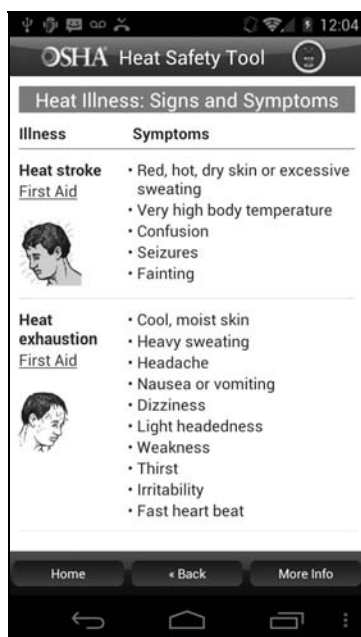 12:04
OSHA Heat Safety Tool
Heat Illness: Signs and Symptoms
Illness Symptoms
Heat stroke
First Aid
• Red, hot, dry skin or excessive
sweating
• Very high body temperature
• Confusion
• Seizures
• Fainting
Heat
exhaustion
First Aid
• Cool, moist skin
• Heavy sweating
• Headache
• Nausea or vomiting
• Dizziness
• Light headedness
• Weakness
• Thirst
• Irritability
• Fast heart beat
Home « Back More Info